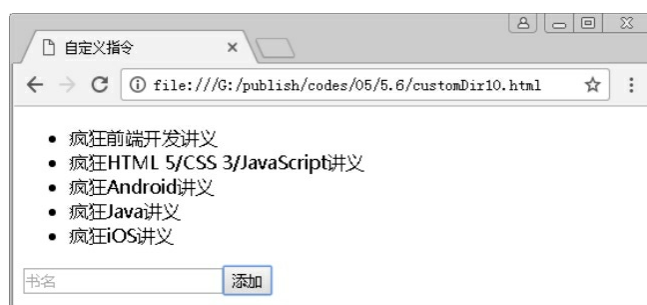 自定义指令
file:///G:/publish/codes/05/5.6/customDir10.html
疯狂前端开发讲义
疯狂HTML 5/CSS 3/JavaScript讲义
疯狂Android讲义
疯狂Java讲义
疯狂iOS讲义
书名 添加